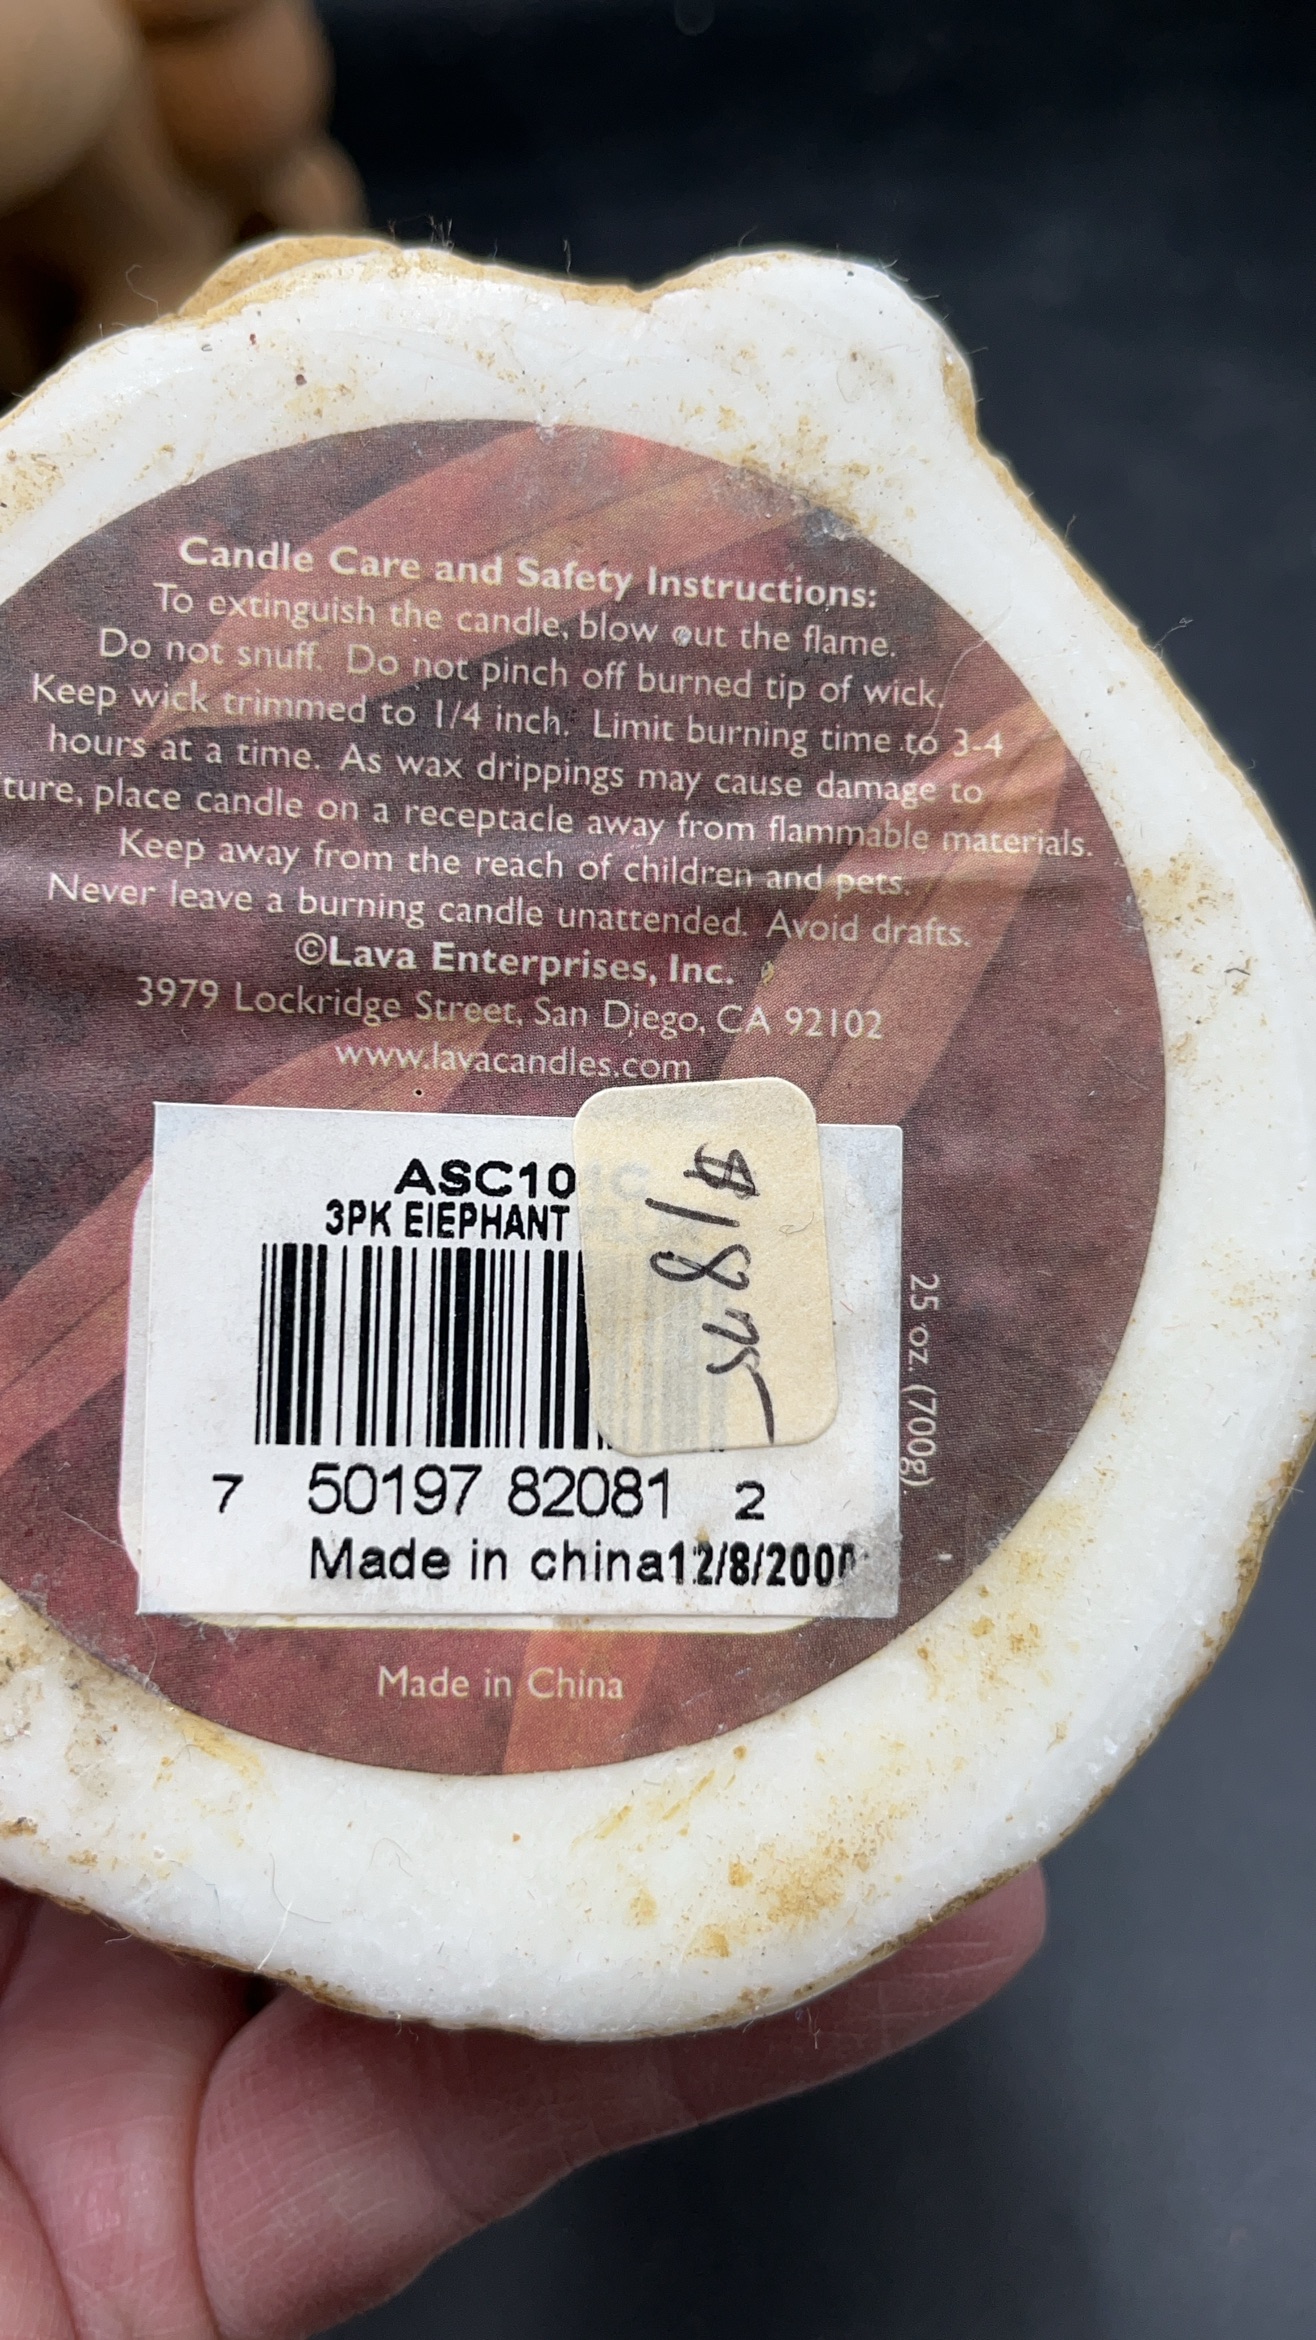 Candle Care and Safety Instructions:
To extinguish the candle, blow out the flame.
Do not snuff. Do not pinch off burned tip of wick.
Keep wick trimmed to 1/4 inch. Limit burning time to 3-4
hours at a time. As wax drippings may cause damage to
ture, place candle on a receptacle away from flammable materials.
Keep away from the reach of children and pets.
Never leave a burning candle unattended. Avoid drafts.
©Lava Enterprises, Inc.
3979 Lockridge Street, San Diego, CA 92102
www.lavacandles.com
ASC10
3PK ElEPHANT
$18
7 50197 82081 2
Made in china12/8/2000
25 oz. (700g)
Made in China